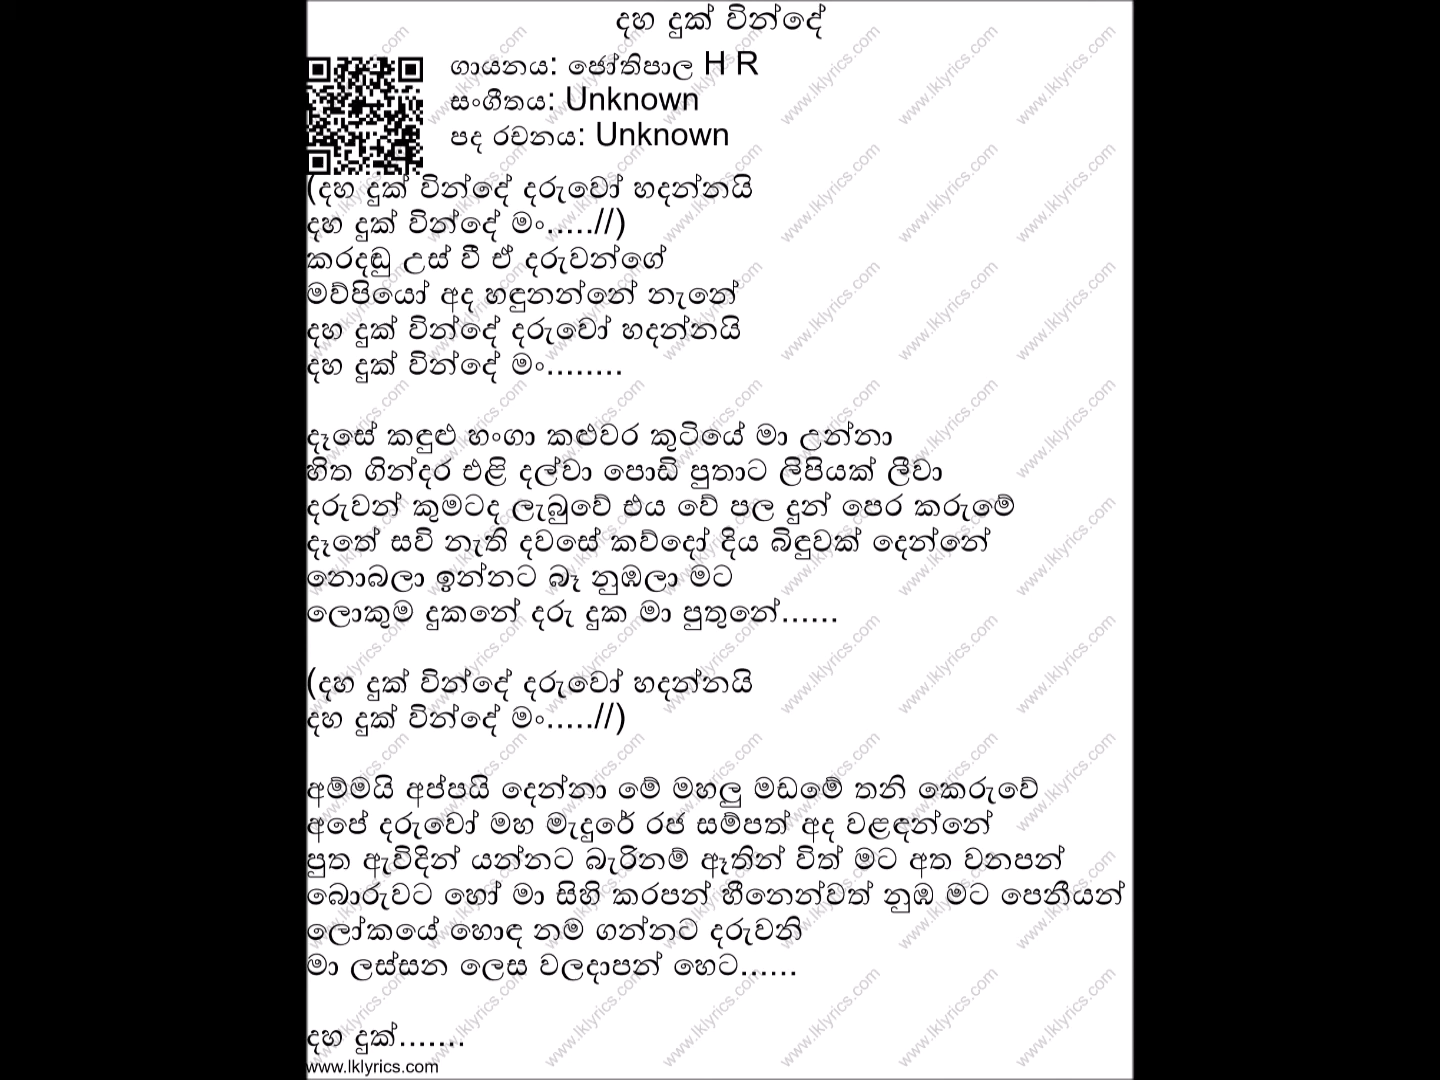 දහ දුක් වින්දේ
ගායනය: ජෝතිපාල H R
සංගීතය: Unknown
පද රචනය: Unknown
(දහ දුක් වින්දේ දරුවෝ හදන්නයි
දහ දුක් වින්දේ මං.....//)
කරදඬු උස් වී ඒ දරුවන්ගේ
මව්පියෝ අද හඳුනන්නේ නැනේ
දහ දුක් වින්දේ දරුවෝ හදන්නයි
දහ දුක් වින්දේ මං........
දෑසේ කඳුළු හංගා කළුවර කුටියේ මා උන්නා
හිත ගින්දර එළි දල්වා පොඩි පුතාට ලිපියක් ලීවා
දරුවන් කුමටද ලැබුවේ එය වේ පල දුන් පෙර කරුමේ
දෑතේ සවි නැති දවසේ කව්දෝ දිය බිඳුවක් දෙන්නේ
නොබලා ඉන්නට බෑ නුඹලා මට
ලොකුම දුකනේ දරු දුක මා පුතුනේ......
(දහ දුක් වින්දේ දරුවෝ හදන්නයි
දහ දුක් වින්දේ මං.....//)
අම්මයි අප්පයි දෙන්නා මේ මහලු මඩමේ තනි කෙරුවේ
අපේ දරුවෝ මහ මැදුරේ රජ සම්පත් අද වළඳන්නේ
පුත ඇවිදින් යන්නට බැරිනම් ඈතින් විත් මට අත වනපන්
බොරුවට හෝ මා සිහි කරපන් හීනෙන්වත් නුඹ මට පෙනීයන්
ලෝකයේ හොඳ නම ගන්නට දරුවනි
මා ලස්සන ලෙස වලදාපන් හෙට......
දහ දුක්.......
www.lklyrics.com